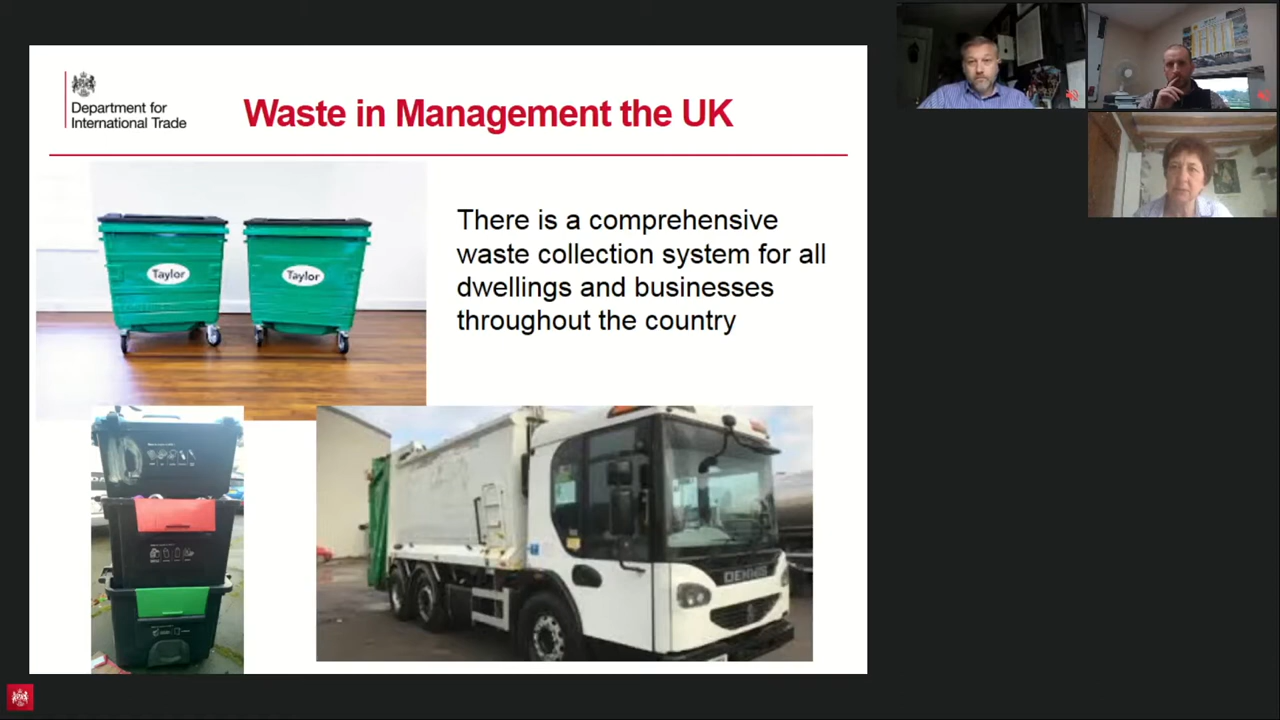 Department for
International Trade
Waste in Management the UK
Taylor
Taylor
There is a comprehensive
waste collection system for all
dwellings and businesses
throughout the country
DENNIS